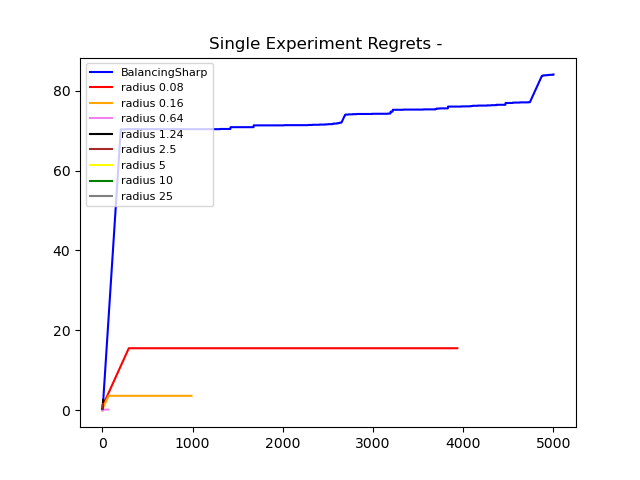 Single Experiment Regrets -
BalancingSharp
radius 0.08
radius 0.16
radius 0.64
radius 1.24
radius 2.5
radius 5
radius 10
radius 25
80
60
40
20
0
0 1000 2000 3000 4000 5000